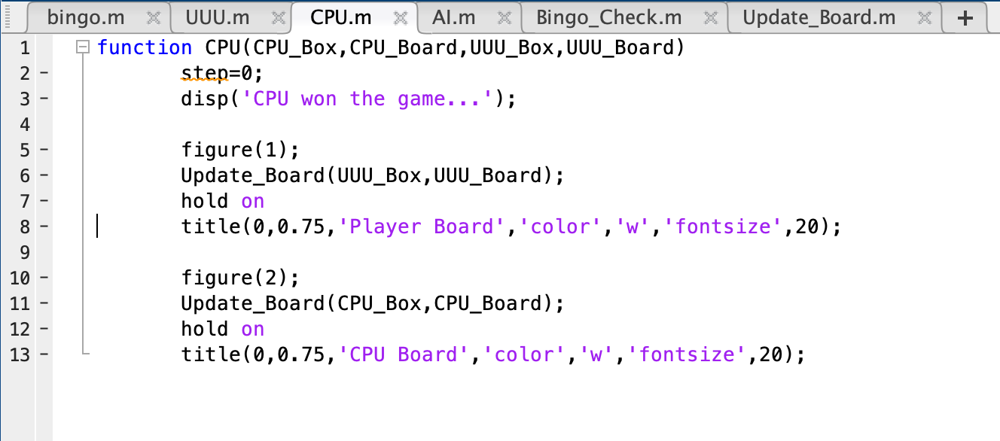 bingo.m UUU.m CPU.m AI.m Bingo_Check.m Update_Board.m +
1 function CPU(CPU_Box,CPU_Board,UUU_Box,UUU_Board)
2 - step=0;
3 - disp('CPU won the game...');
4
5 - figure(1);
6 - Update_Board(UUU_Box,UUU_Board);
7 - hold on
8 - title(0,0.75,'Player Board','color','w','fontsize',20);
9
10 - figure(2);
11 - Update_Board(CPU_Box,CPU_Board);
12 - hold on
13 - title(0,0.75,'CPU Board','color','w','fontsize',20);